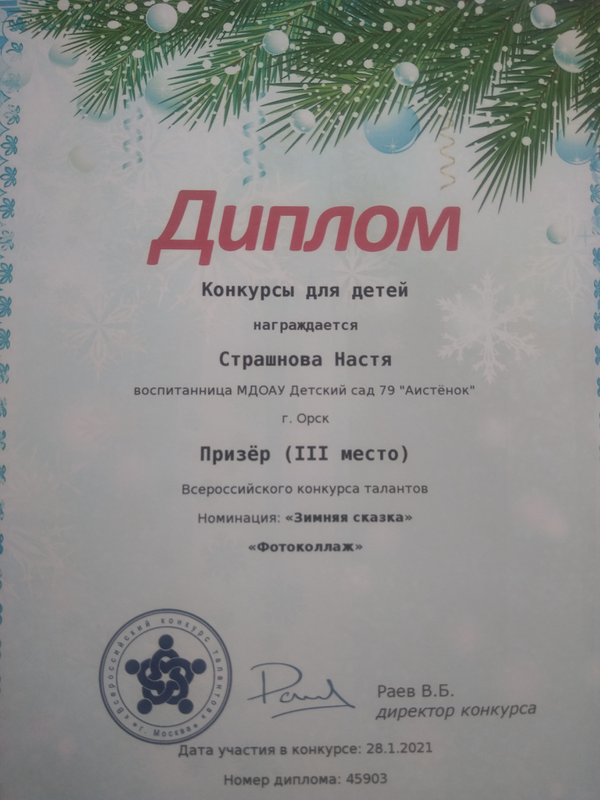 Диплом
Конкурсы для детей
награждается
Страшнова Настя
воспитанница МДОАУ Детский сад 79 "Аистёнок"
г. Орск
Призёр (III место)
Всероссийского конкурса талантов
Номинация: «Зимняя сказка»
«Фотоколлаж»
«Всероссийский конкурс талантов»
* г. Москва *
Раев В.Б.
директор конкурса
Дата участия в конкурсе: 28.1.2021
Номер диплома: 45903